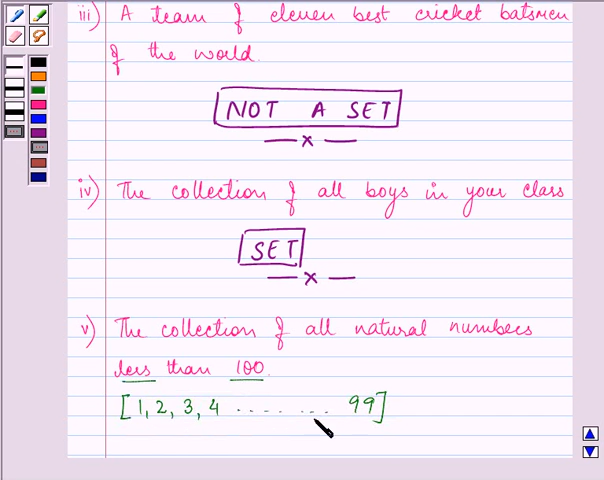 iii) A team of eleven best cricket batsmen
of the world.
NOT A SET
— x —
iv) The collection of all boys in your class
SET
— x —
v) The collection of all natural numbers
less than 100.
[1, 2, 3, 4 ........ 99]